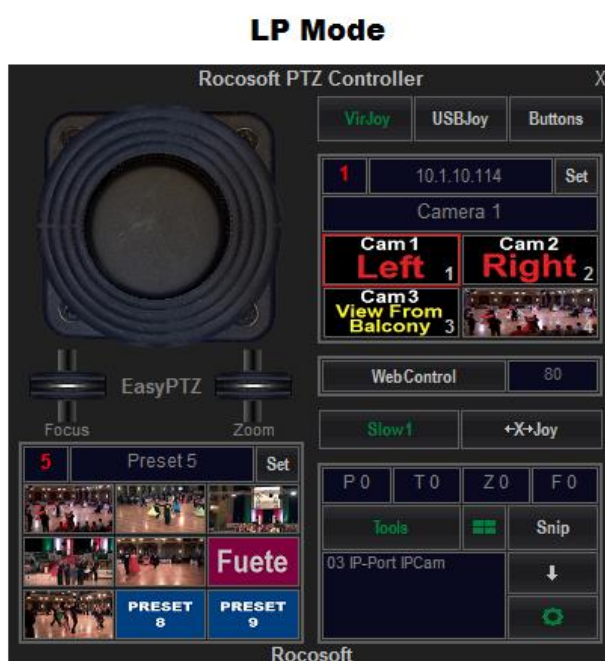 LP Mode
Rocosoft PTZ Controller X
VirJoy USBJoy Buttons
1 10.1.10.114 Set
Camera 1
Cam 1
Left 1
Cam 2
Right 2
Cam 3
View From
Balcony 3
4
WebControl 80
EasyPTZ
Focus Zoom
Slow1 ←X→Joy
5 Preset 5 Set
Fuete
PRESET
8
PRESET
9
P 0 T 0 Z 0 F 0
Tools Snip
03 IP-Port IPCam
Rocosoft